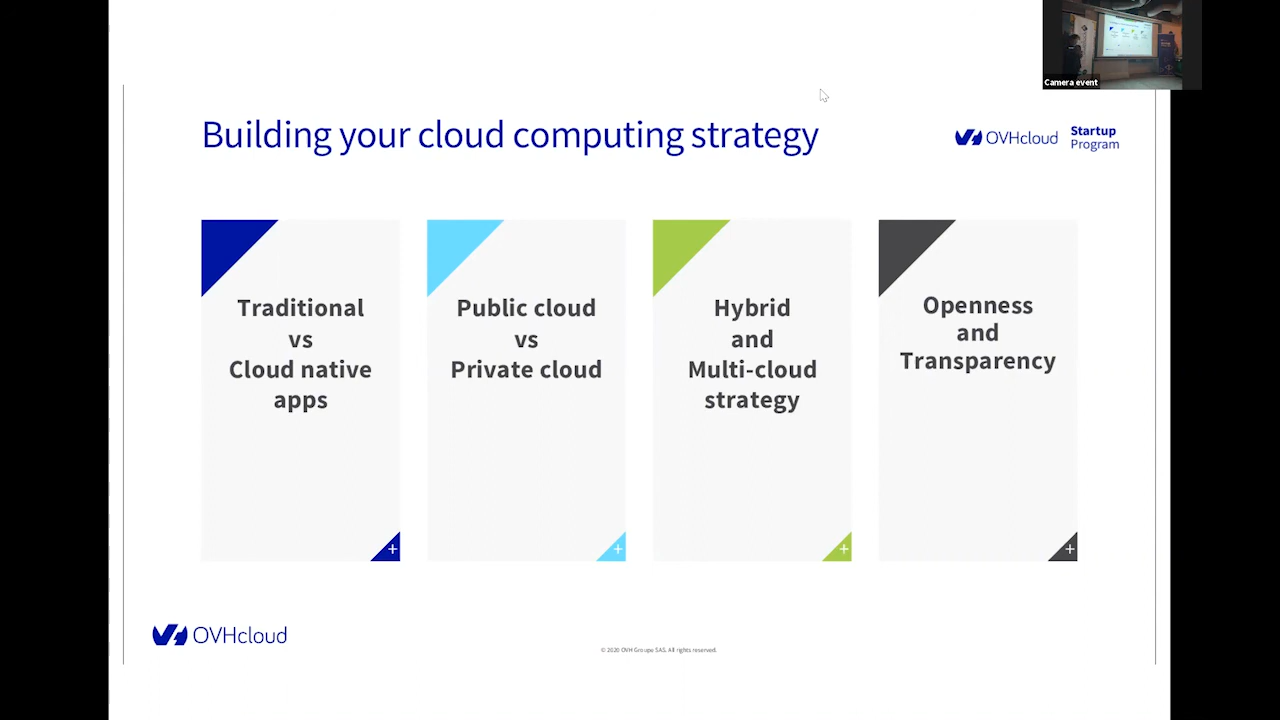 Camera event
Building your cloud computing strategy
OVHcloud
Startup
Program
Traditional
vs
Cloud native
apps
+
Public cloud
vs
Private cloud
+
Hybrid
and
Multi-cloud
strategy
+
Openness
and
Transparency
+
OVHcloud
© 2020 OVH Groupe SAS. All rights reserved.